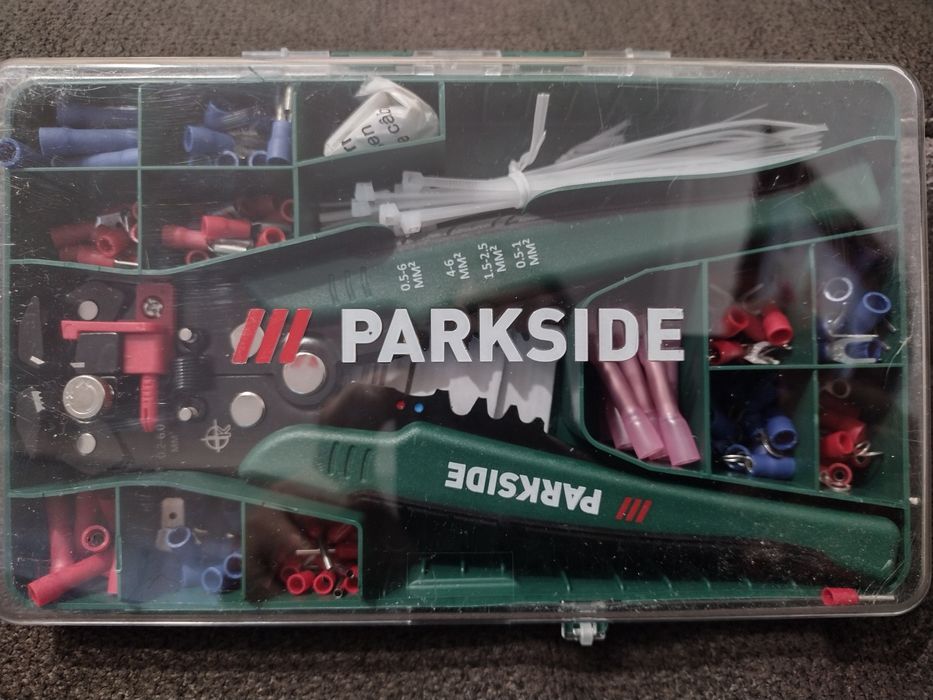 0.5-6
MM²
4-6
MM²
1.5-2.5
MM²
0.5-1
MM²
PARKSIDE
PARKSIDE